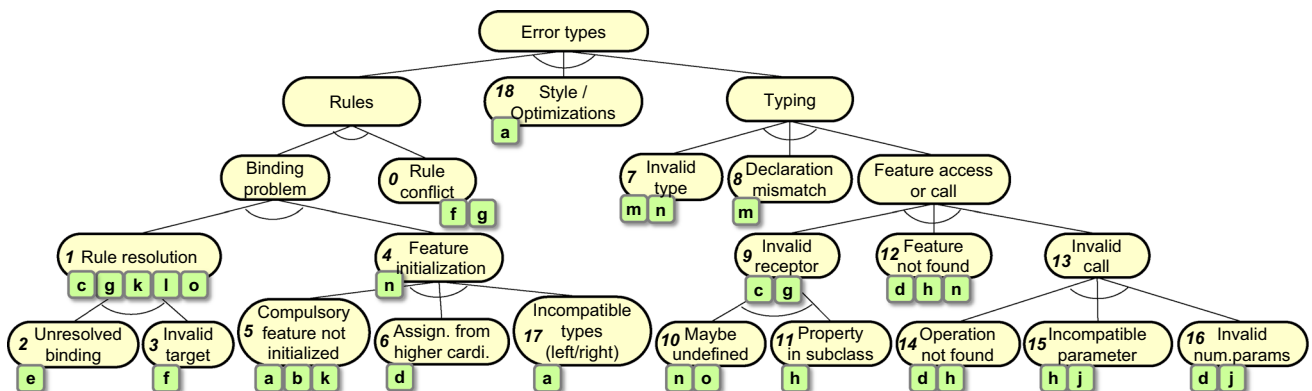 Error types
Rules
18 Style /
Optimizations
a
Typing
Binding
problem
0 Rule
conflict
f g
7 Invalid
type
m n
8 Declaration
mismatch
m
Feature access
or call
1 Rule resolution
c g k l o
4 Feature
initialization
n
9 Invalid
receptor
c g
12 Feature
not found
d h n
13 Invalid
call
2 Unresolved
binding
e
3 Invalid
target
f
5 Compulsory
feature not
initialized
a b k
6 Assign. from
higher cardi.
d
Incompatible
17 types
(left/right)
a
10 Maybe
undefined
n o
11 Property
in subclass
h
14 Operation
not found
d h
15 Incompatible
parameter
h j
16 Invalid
num.params
d j